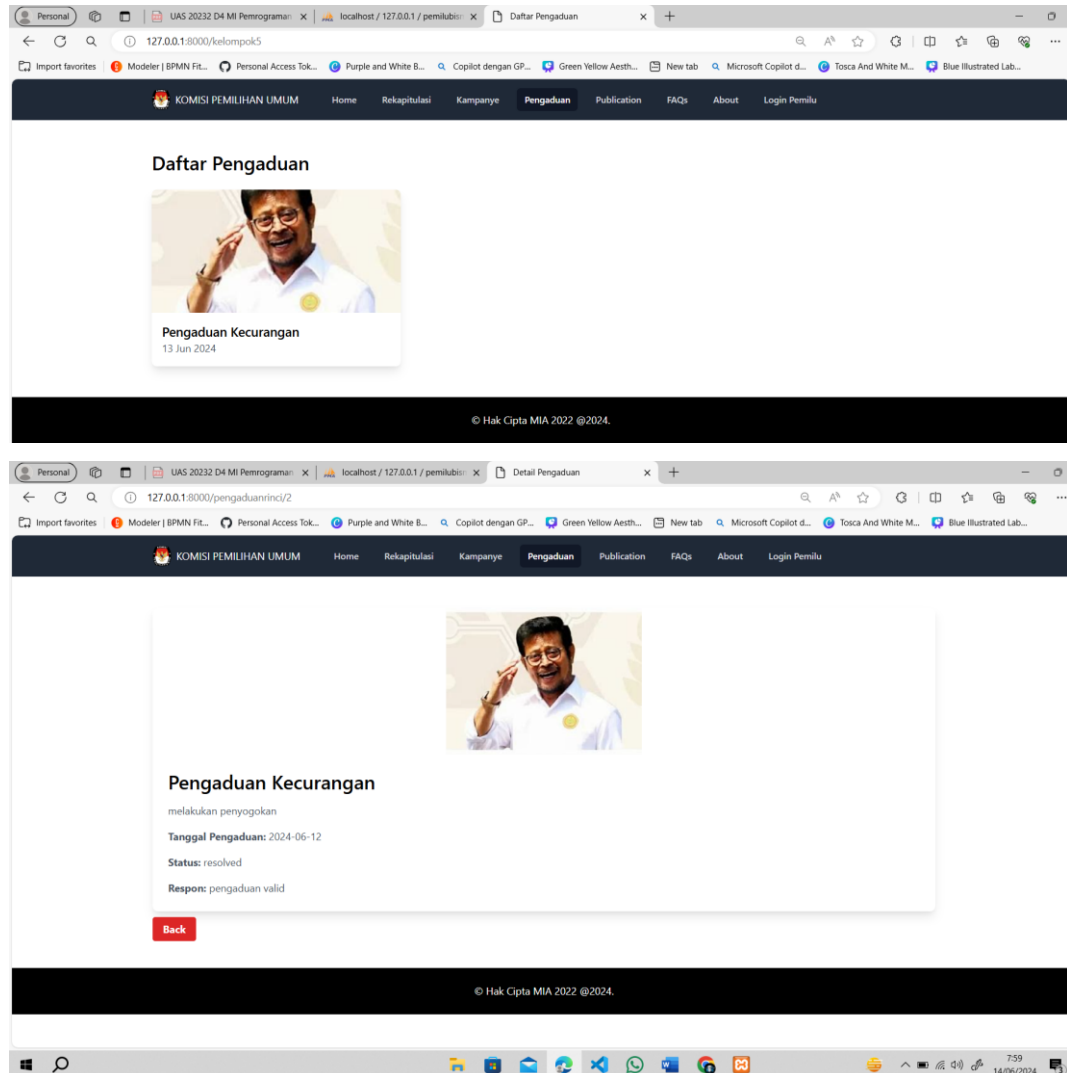 Personal
UAS 20232 D4 MI Pemrograman
localhost / 127.0.0.1 / pemilubisn
Daftar Pengaduan
127.0.0.1:8000/kelompok5
Import favorites
Modeler | BPMN Fit...
Personal Access Tok...
Purple and White B...
Copilot dengan GP...
Green Yellow Aesth...
New tab
Microsoft Copilot d...
Tosca And White M...
Blue Illustrated Lab...
KOMISI PEMILIHAN UMUM
Home
Rekapitulasi
Kampanye
Pengaduan
Publication
FAQs
About
Login Pemilu
Daftar Pengaduan
Pengaduan Kecurangan
13 Jun 2024
© Hak Cipta MIA 2022 @2024.
Personal
UAS 20232 D4 MI Pemrograman
localhost / 127.0.0.1 / pemilubisn
Detail Pengaduan
127.0.0.1:8000/pengaduanrinci/2
Import favorites
Modeler | BPMN Fit...
Personal Access Tok...
Purple and White B...
Copilot dengan GP...
Green Yellow Aesth...
New tab
Microsoft Copilot d...
Tosca And White M...
Blue Illustrated Lab...
KOMISI PEMILIHAN UMUM
Home
Rekapitulasi
Kampanye
Pengaduan
Publication
FAQs
About
Login Pemilu
Pengaduan Kecurangan
melakukan penyogokan
Tanggal Pengaduan: 2024-06-12
Status: resolved
Respon: pengaduan valid
Back
© Hak Cipta MIA 2022 @2024.
7:59
14/06/2024